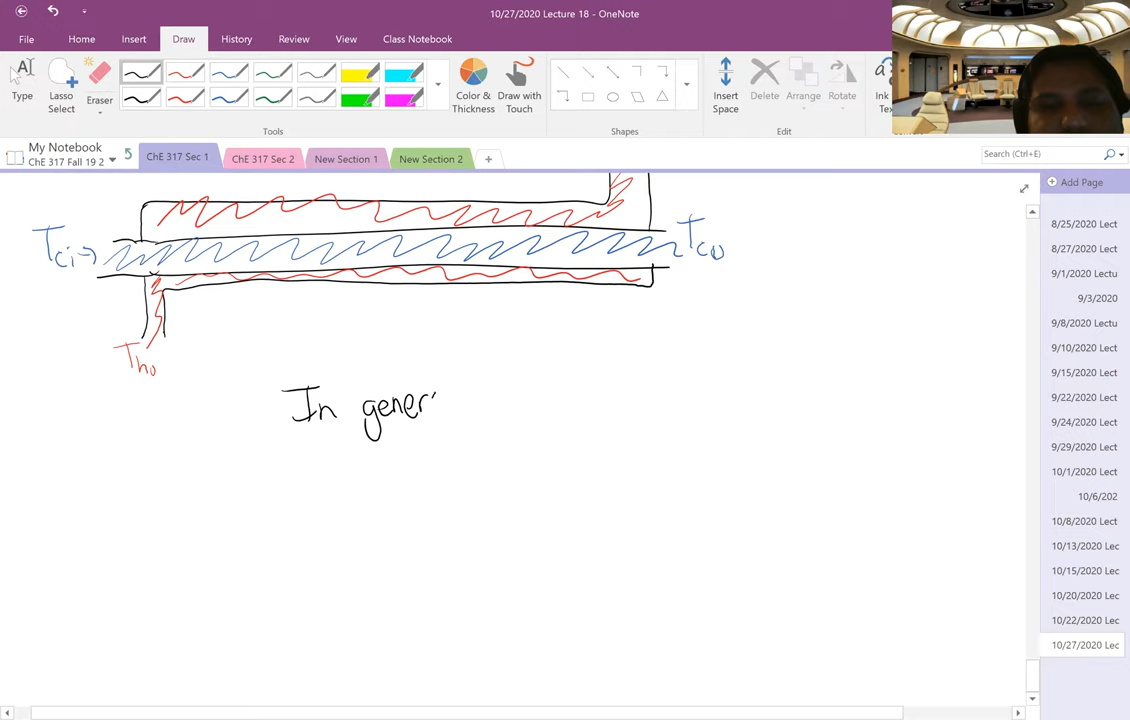 10/27/2020 Lecture 18 - OneNote
File
Home
Insert
Draw
History
Review
View
Class Notebook
Type
Lasso Select
Eraser
Color & Thickness
Draw with Touch
Insert Space
Delete
Arrange
Rotate
Ink
Tex
Tools
Shapes
Edit
My Notebook
ChE 317 Fall 19 2
ChE 317 Sec 1
ChE 317 Sec 2
New Section 1
New Section 2
Search (Ctrl+E)
Add Page
8/25/2020 Lect
8/27/2020 Lect
9/1/2020 Lectu
9/3/2020
9/8/2020 Lectu
9/10/2020 Lect
9/15/2020 Lect
9/22/2020 Lect
9/24/2020 Lect
9/29/2020 Lect
10/1/2020 Lect
10/6/202
10/8/2020 Lect
10/13/2020 Lec
10/15/2020 Lec
10/20/2020 Lec
10/22/2020 Lec
10/27/2020 Lec
Tci
Tco
Tho
In gener